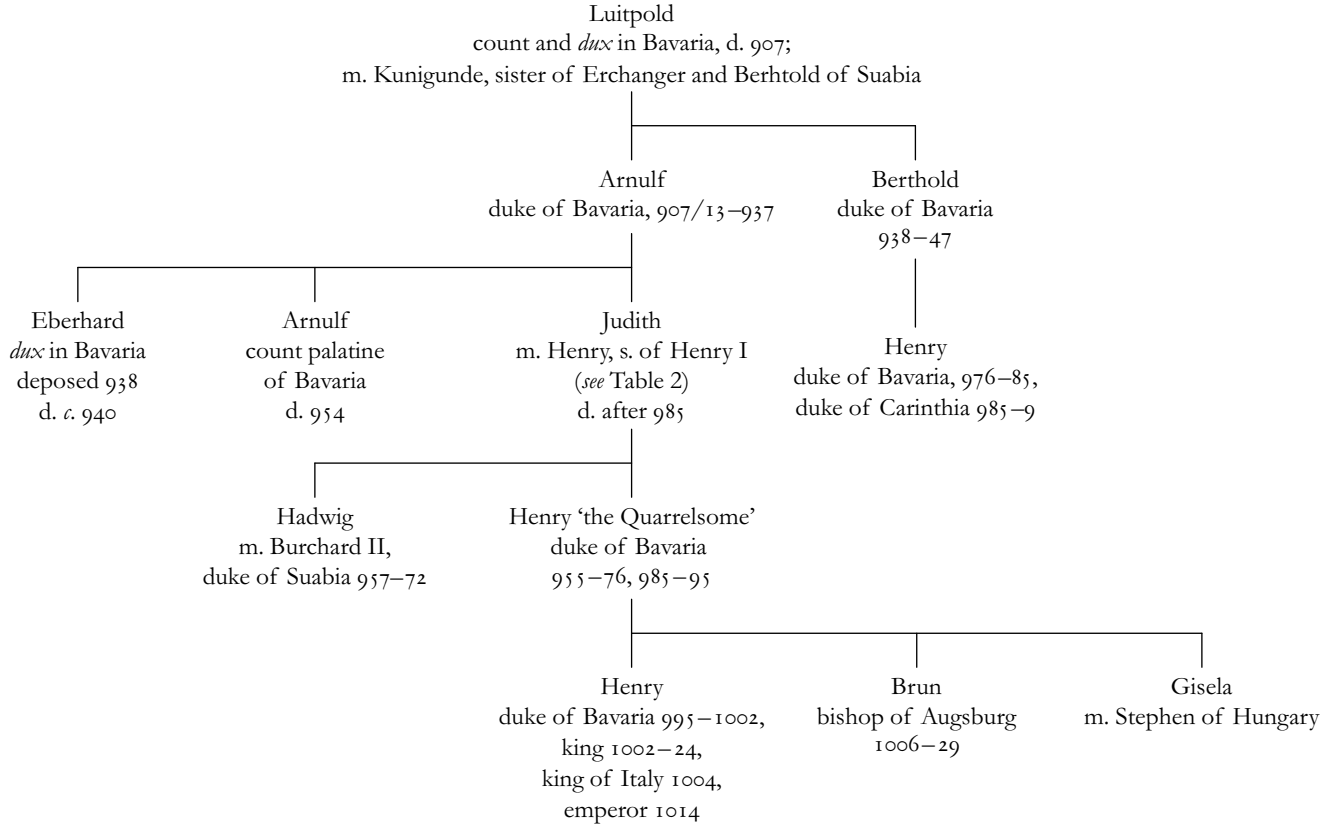 Luitpold
count and dux in Bavaria, d. 907;
m. Kunigunde, sister of Erchanger and Berhtold of Suabia
Arnulf
duke of Bavaria, 907/13–937
Berthold
duke of Bavaria
938–47
Eberhard
dux in Bavaria
deposed 938
d. c. 940
Arnulf
count palatine
of Bavaria
d. 954
Judith
m. Henry, s. of Henry I
(see Table 2)
d. after 985
Henry
duke of Bavaria, 976–85,
duke of Carinthia 985–9
Hadwig
m. Burchard II,
duke of Suabia 957–72
Henry ‘the Quarrelsome’
duke of Bavaria
955–76, 985–95
Henry
duke of Bavaria 995–1002,
king 1002–24,
king of Italy 1004,
emperor 1014
Brun
bishop of Augsburg
1006–29
Gisela
m. Stephen of Hungary